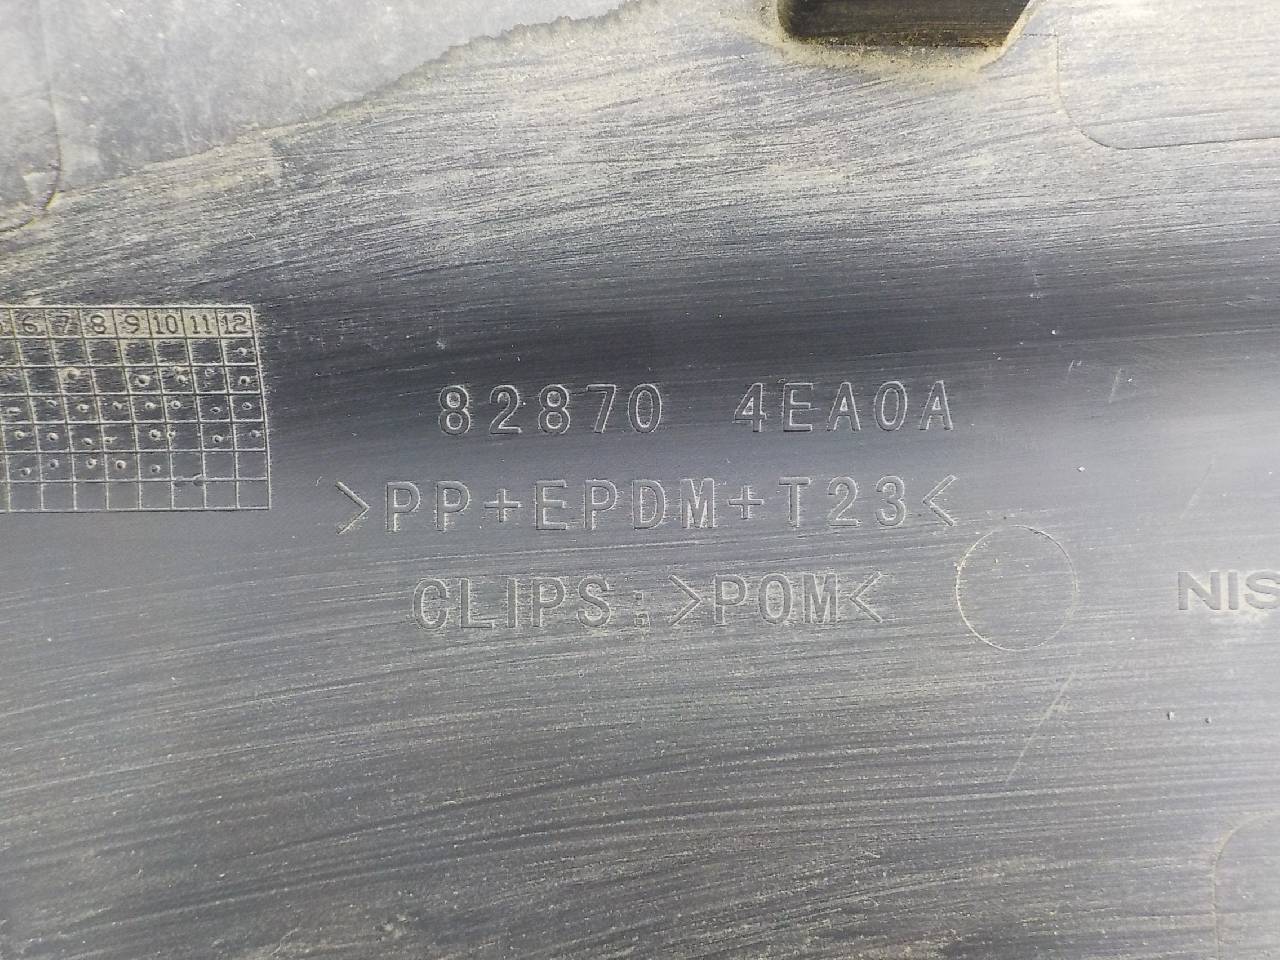 6 7 8 9 10 11 12
82870 4EA0A
>PP+EPDM+T23<
CLIPS:>POM<
NIS